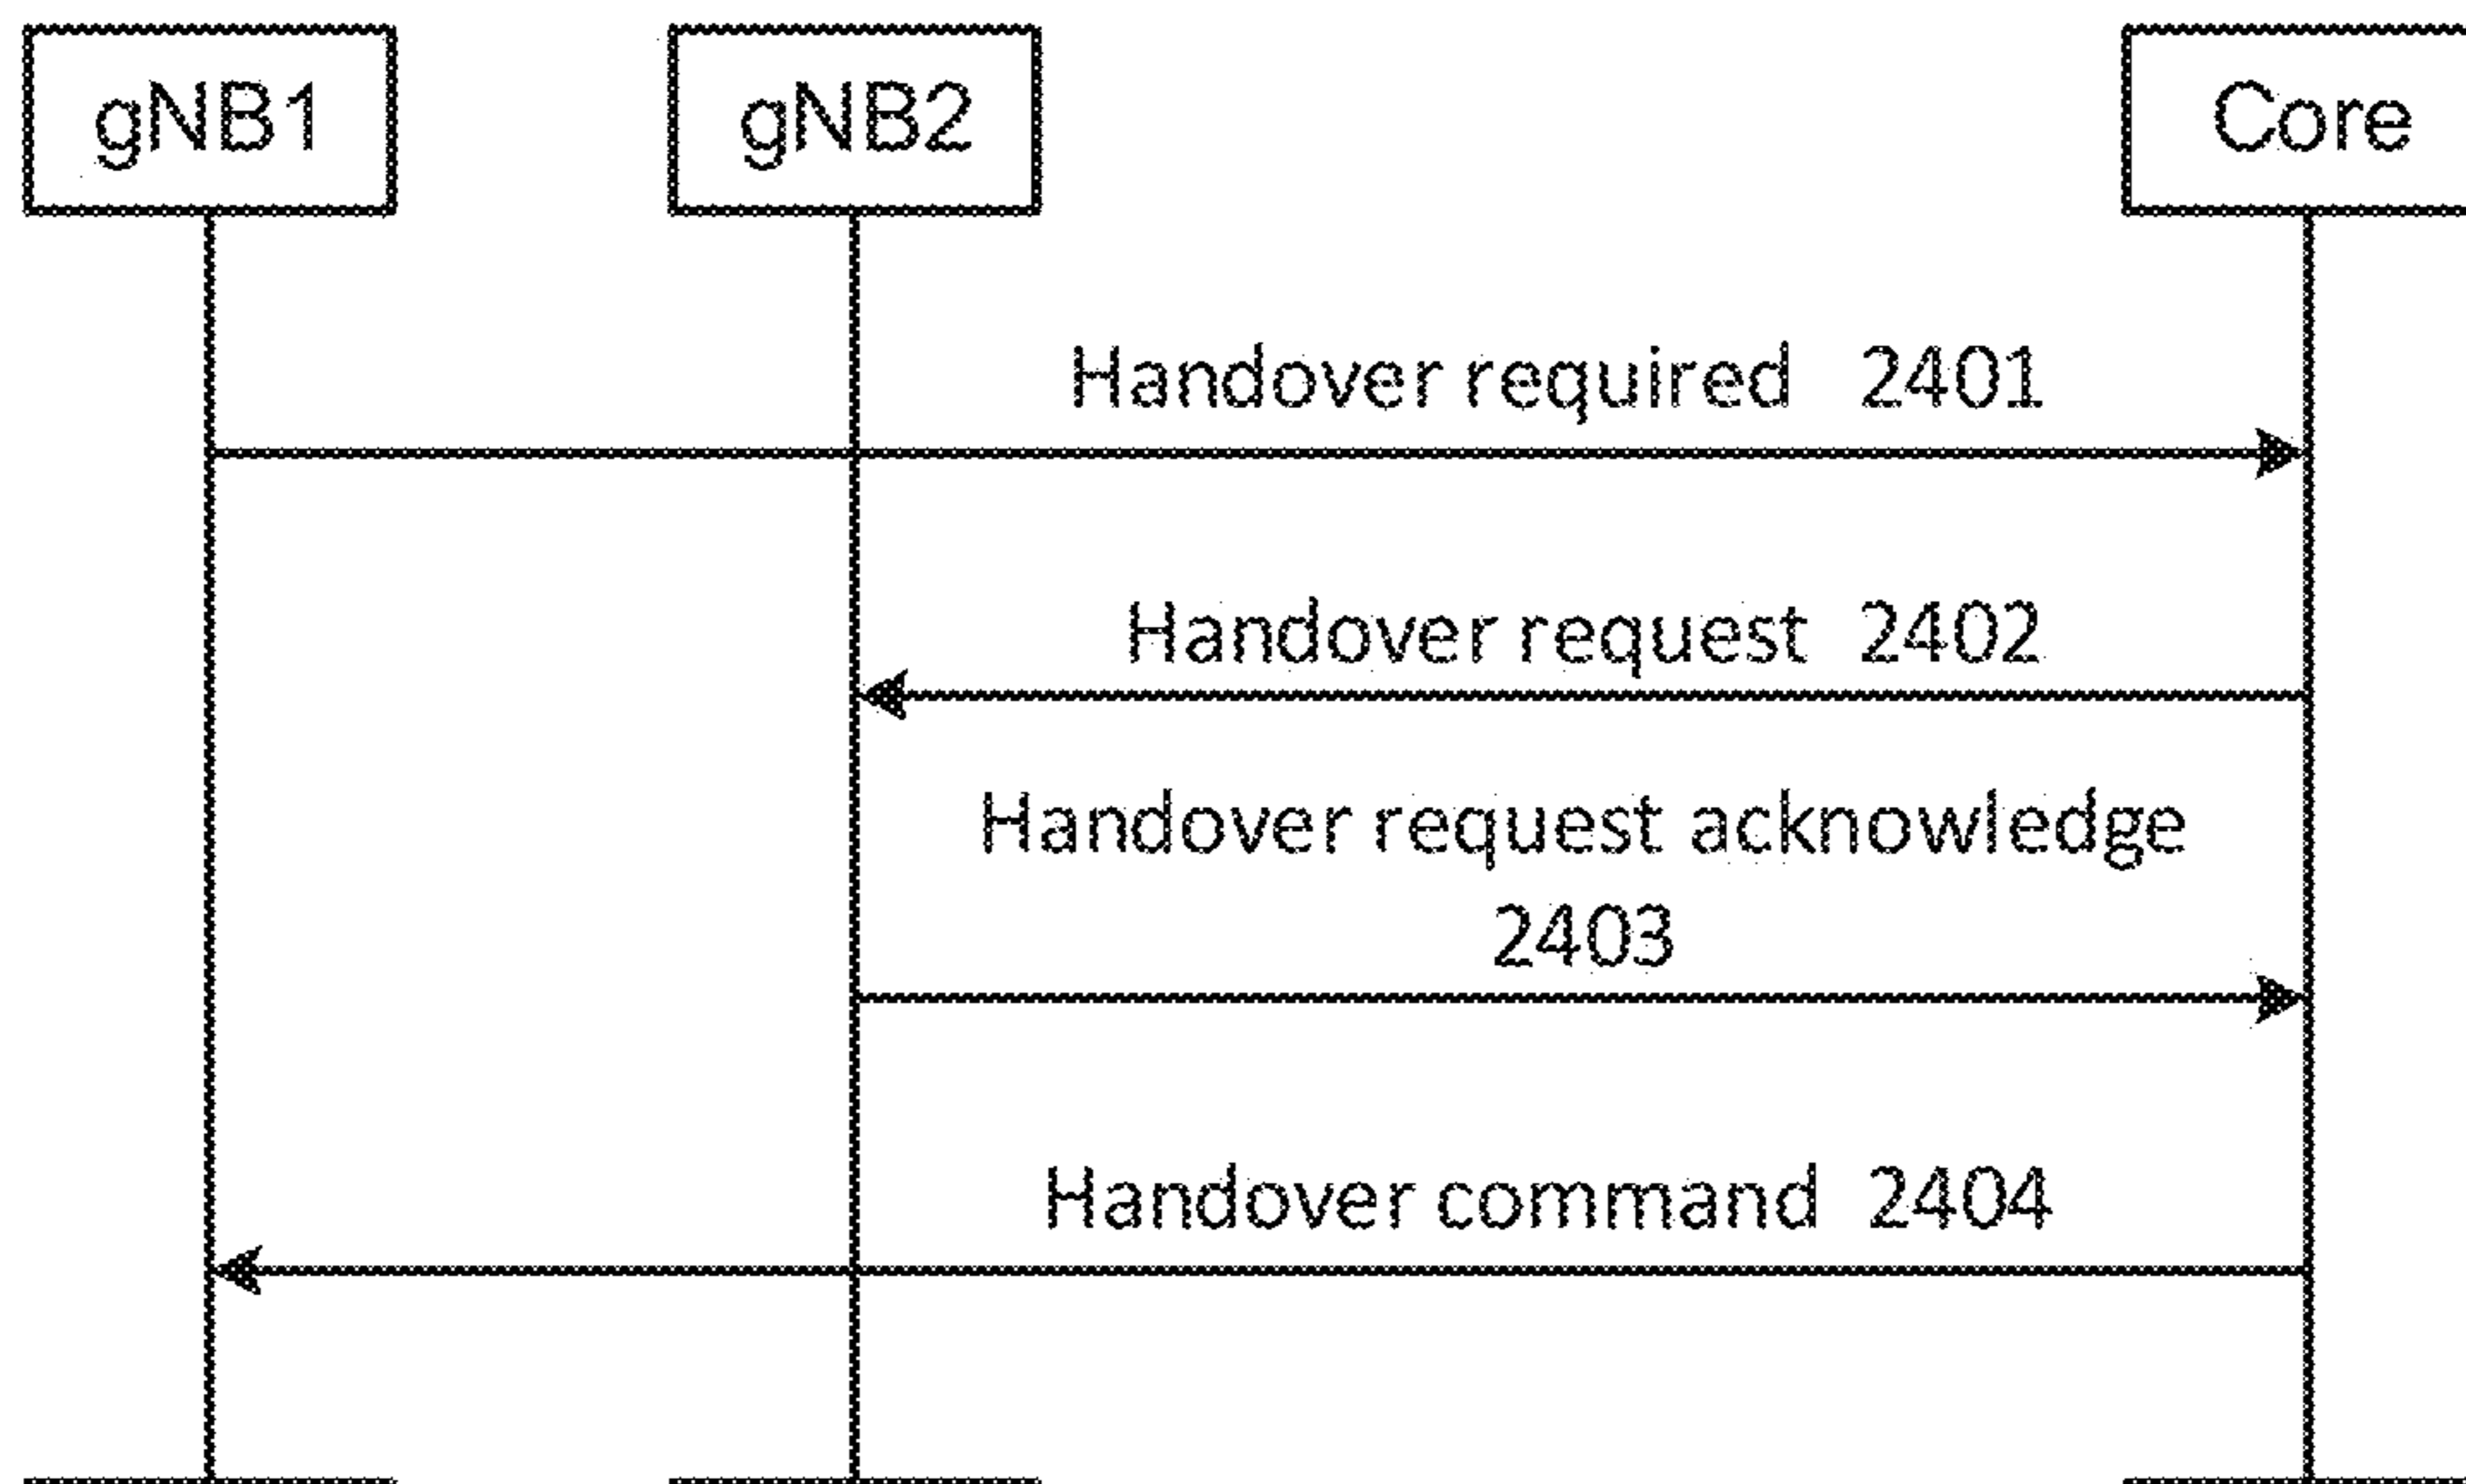 gNB1
gNB2
Core
Handover required 2401
Handover request 2402
Handover request acknowledge
2403
Handover command 2404